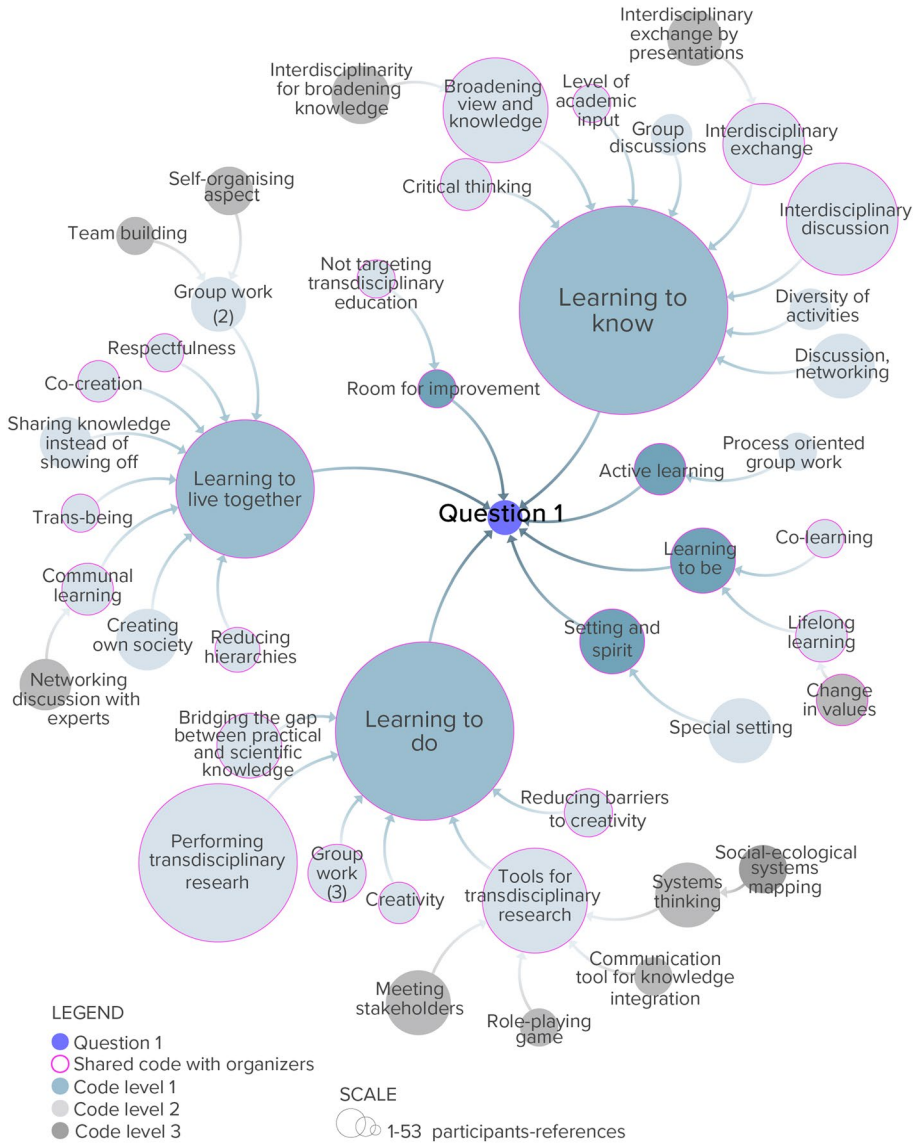 Interdisciplinary
exchange by
presentations
Interdisciplinarity
for broadening
knowledge
Broadening
view and
knowledge
Level of
academic
input
Group
discussions
Interdisciplinary
exchange
Critical thinking
Interdisciplinary
discussion
Self-organising
aspect
Team building
Group work
(2)
Not targeting
transdisciplinary
education
Learning to
know
Diversity of
activities
Discussion,
networking
Respectfulness
Co-creation
Room for improvement
Sharing knowledge
instead of
showing off
Learning to
live together
Active learning
Process oriented
group work
Trans-being
Question 1
Communal
learning
Learning
to be
Co-learning
Creating
own society
Reducing
hierarchies
Setting and
spirit
Lifelong
learning
Networking
discussion with
experts
Change
in values
Bridging the gap
between practical
and scientific
knowledge
Learning to
do
Special setting
Performing
transdisciplinary
researh
Group
work
(3)
Creativity
Reducing barriers
to creativity
Tools for
transdisciplinary
research
Systems
thinking
Social-ecological
systems
mapping
Meeting
stakeholders
Role-playing
game
Communication
tool for knowledge
integration
LEGEND
Question 1
Shared code with organizers
Code level 1
Code level 2
Code level 3
SCALE
1-53 participants-references